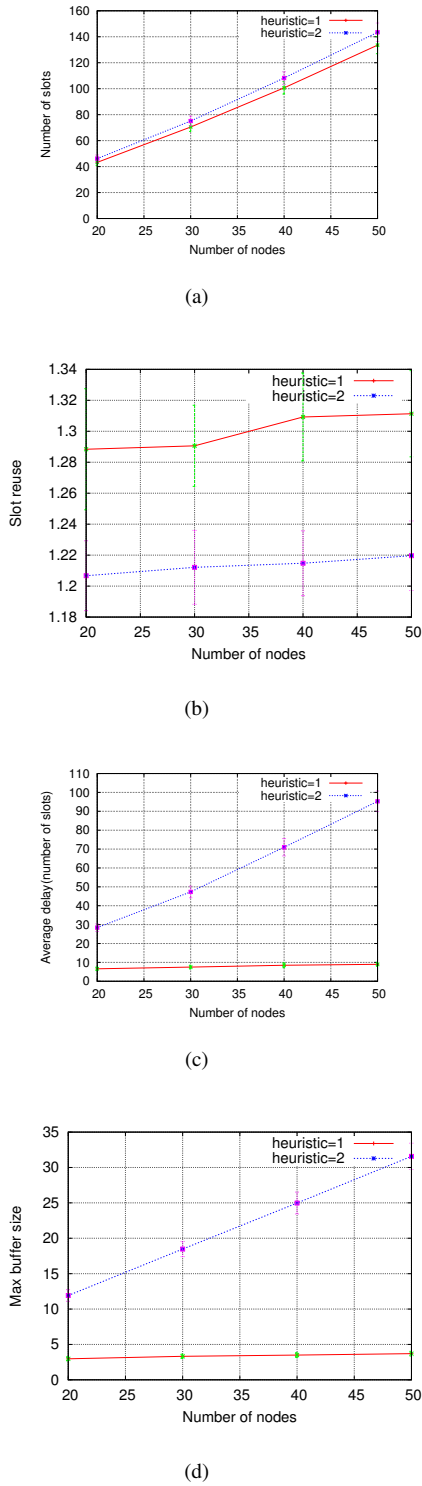 160
heuristic=1
140
heuristic=2
120
100
80
60
40
20
0
Number of slots
20 25 30 35 40 45 50
Number of nodes
(a)
1.34
heuristic=1
1.32
heuristic=2
1.3
1.28
1.26
1.24
1.22
1.2
1.18
Slot reuse
20 25 30 35 40 45 50
Number of nodes
(b)
110
heuristic=1
100
heuristic=2
90
80
70
60
50
40
30
20
10
0
Average delay(number of slots)
20 25 30 35 40 45 50
Number of nodes
(c)
35
heuristic=1
30
heuristic=2
25
20
15
10
5
0
Max buffer size
20 25 30 35 40 45 50
Number of nodes
(d)